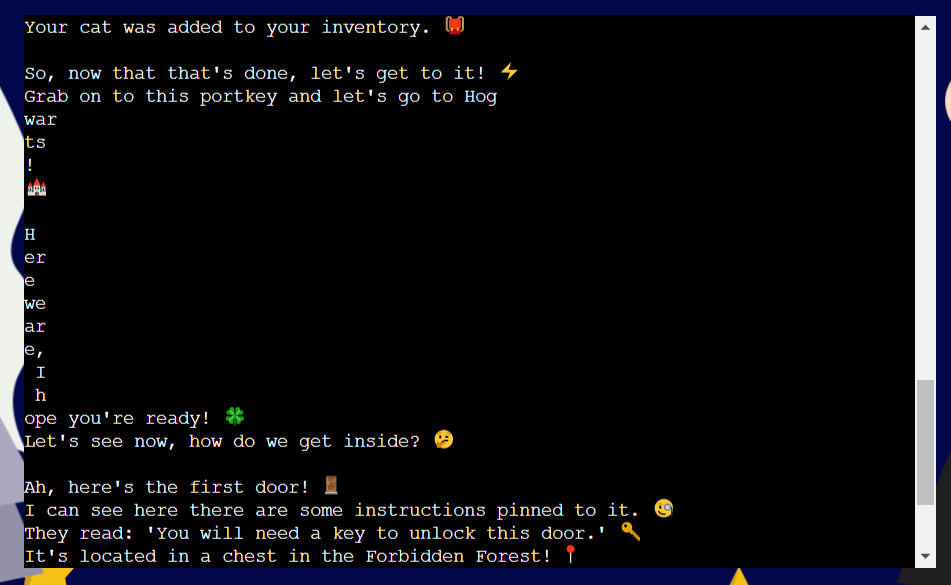 Your cat was added to your inventory. 🎒
So, now that that's done, let's get to it! ⚡
Grab on to this portkey and let's go to Hog
war
ts
!
🏰
H
er
e
we
ar
e,
I
h
ope you're ready! 🍀
Let's see now, how do we get inside? 🤔
Ah, here's the first door! 🚪
I can see here there are some instructions pinned to it. 🧐
They read: 'You will need a key to unlock this door.' 🔑
It's located in a chest in the Forbidden Forest! 📍